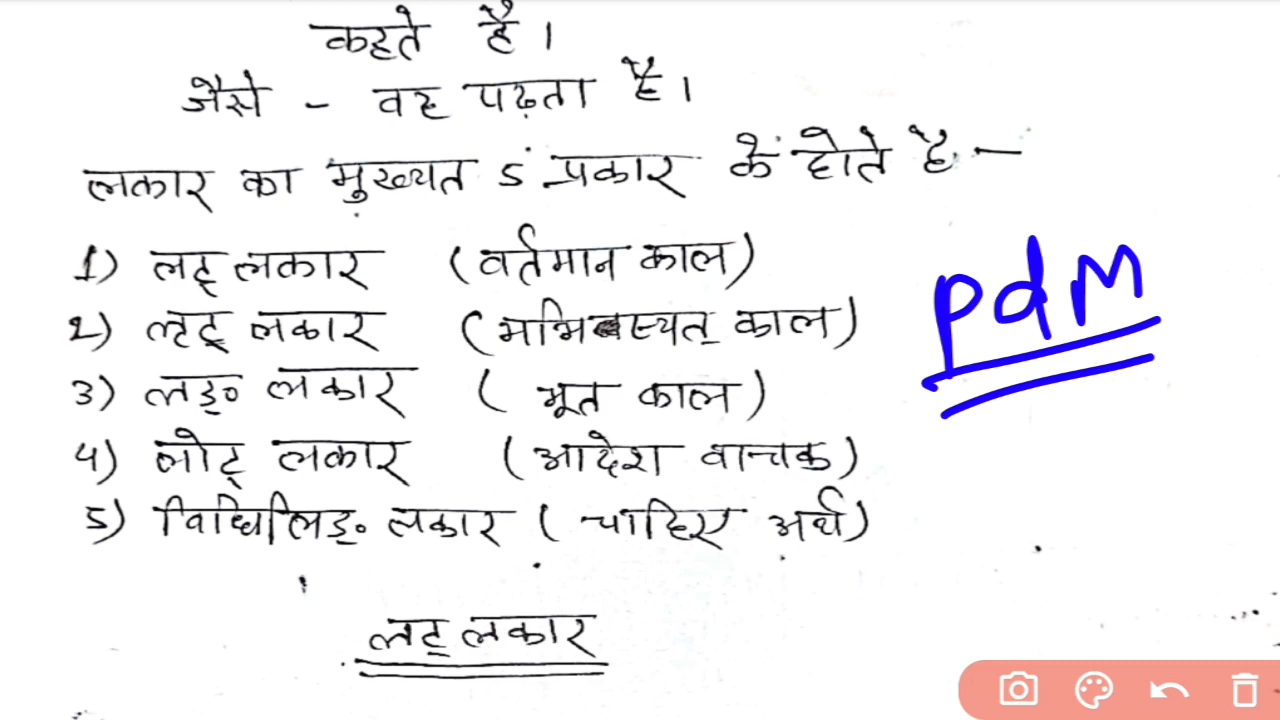 कहते है।
जैसे - वह पढ़ता है।
लकार का मुख्यत 5 प्रकार के होते है -
1) लट् लकार (वर्तमान काल)
2) लृट् लकार (भभिस्यत् काल)
3) लङ् लकार (भूत काल)
4) लोट् लकार (आदेश वाचक)
5) विधिलिङ् लकार (चाहिए अर्थ)
pdM
लट् लकार